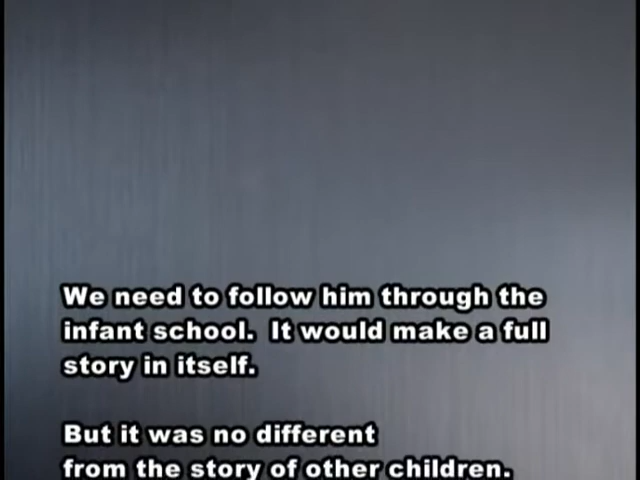 We need to follow him through the
infant school.  It would make a full
story in itself.
But it was no different
from the story of other children.